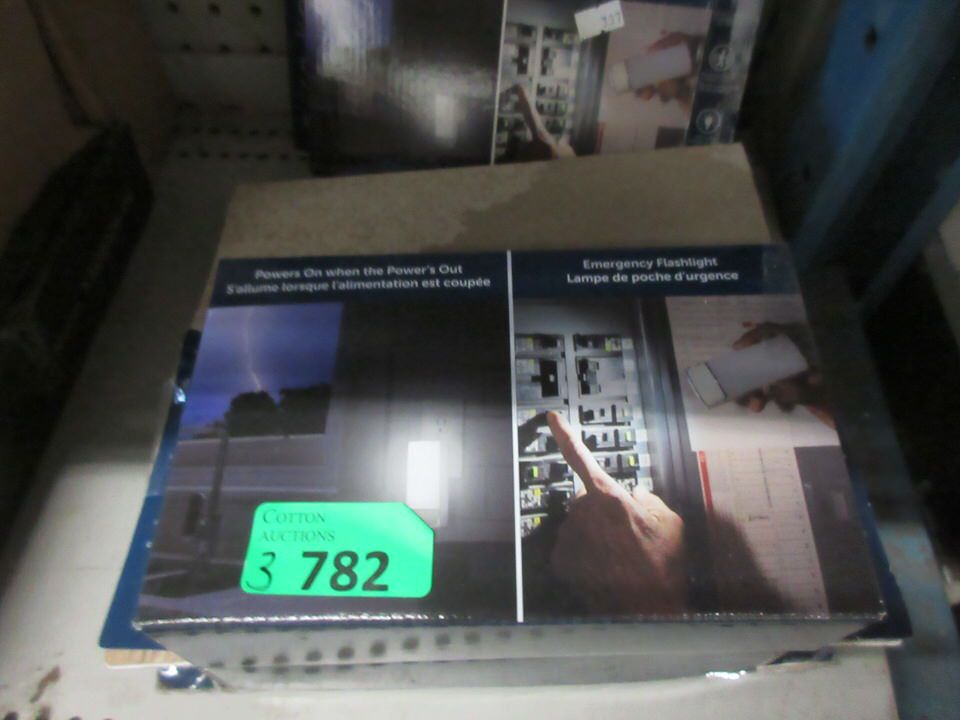 Powers On when the Power's Out
S'allume lorsque l'alimentation est coupée
Emergency Flashlight
Lampe de poche d'urgence
COTTON
AUCTIONS
3 782